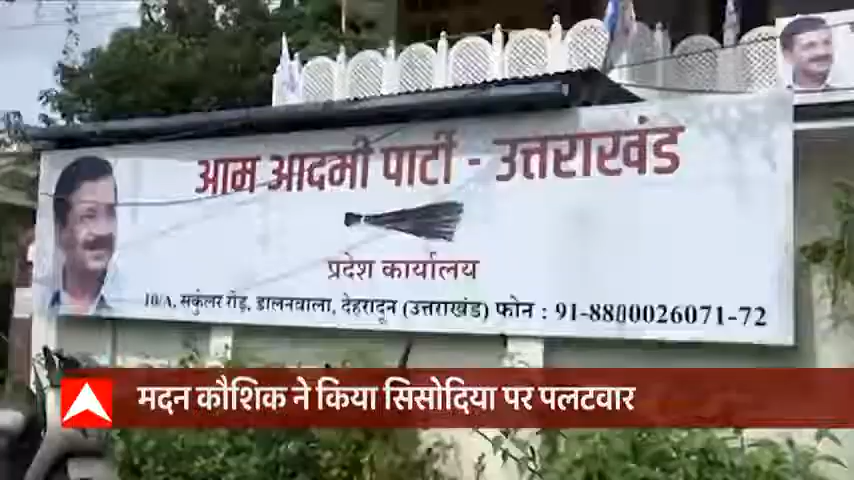 आम आदमी पार्टी - उत्तराखंड
प्रदेश कार्यालय
10/A, सर्कुलर रोड़, डालनवाला, देहरादून (उत्तराखंड) फोन : 91-8800026071-72
मदन कौशिक ने किया सिसोदिया पर पलटवार